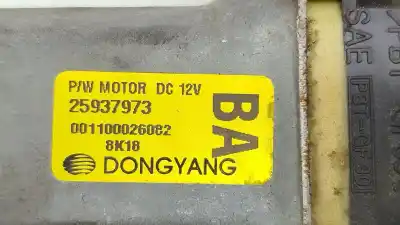 P/W MOTOR DC 12V
25937973
001100026082
8K18
DONGYANG
BA
SAE